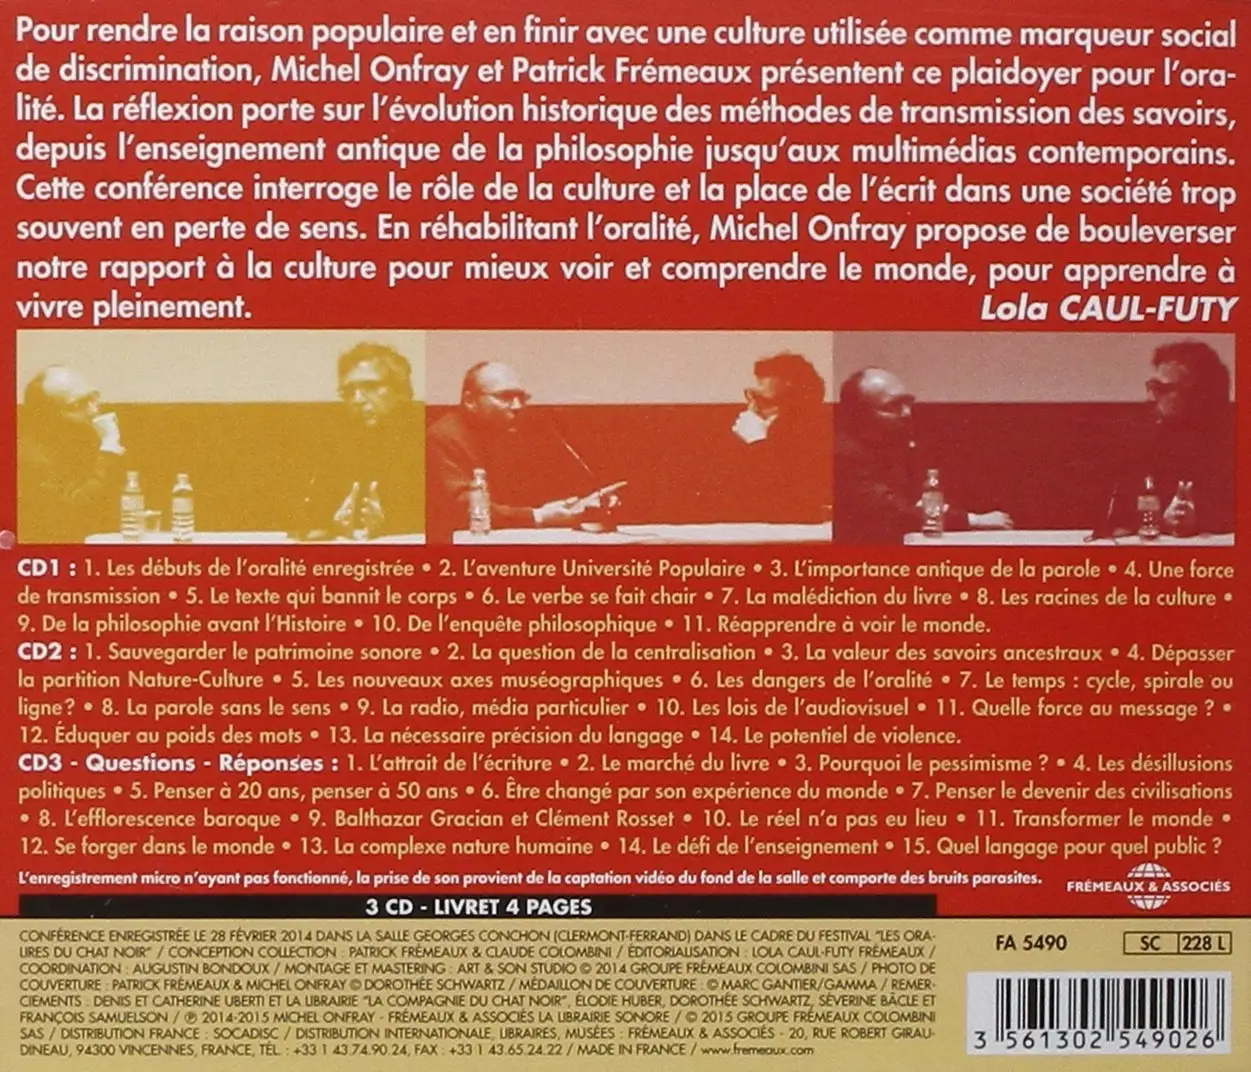 Pour rendre la raison populaire et en finir avec une culture utilisée comme marqueur social
de discrimination, Michel Onfray et Patrick Frémeaux présentent ce plaidoyer pour l'ora-
lité. La réflexion porte sur l'évolution historique des méthodes de transmission des savoirs,
depuis l'enseignement antique de la philosophie jusqu'aux multimédias contemporains.
Cette conférence interroge le rôle de la culture et la place de l'écrit dans une société trop
souvent en perte de sens. En réhabilitant l'oralité, Michel Onfray propose de bouleverser
notre rapport à la culture pour mieux voir et comprendre le monde, pour apprendre à
vivre pleinement. Lola CAUL-FUTY
CD1 : 1. Les débuts de l'oralité enregistrée • 2. L'aventure Université Populaire • 3. L'importance antique de la parole • 4. Une force
de transmission • 5. Le texte qui bannit le corps • 6. Le verbe se fait chair • 7. La malédiction du livre • 8. Les racines de la culture •
9. De la philosophie avant l'Histoire • 10. De l'enquête philosophique • 11. Réapprendre à voir le monde.
CD2 : 1. Sauvegarder le patrimoine sonore • 2. La question de la centralisation • 3. La valeur des savoirs ancestraux • 4. Dépasser
la partition Nature-Culture • 5. Les nouveaux axes muséographiques • 6. Les dangers de l'oralité • 7. Le temps : cycle, spirale ou
ligne? • 8. La parole sans le sens • 9. La radio, média particulier • 10. Les lois de l'audiovisuel • 11. Quelle force au message ? •
12. Éduquer au poids des mots • 13. La nécessaire précision du langage • 14. Le potentiel de violence.
CD3 - Questions - Réponses : 1. L'attrait de l'écriture • 2. Le marché du livre • 3. Pourquoi le pessimisme ? • 4. Les désillusions
politiques • 5. Penser à 20 ans, penser à 50 ans • 6. Être changé par son expérience du monde • 7. Penser le devenir des civilisations
• 8. L'efflorescence baroque • 9. Balthazar Gracian et Clément Rosset • 10. Le réel n'a pas eu lieu • 11. Transformer le monde •
12. Se forger dans le monde • 13. La complexe nature humaine • 14. Le défi de l'enseignement • 15. Quel langage pour quel public ?
L'enregistrement micro n'ayant pas fonctionné, la prise de son provient de la captation vidéo du fond de la salle et comporte des bruits parasites.
FRÉMEAUX & ASSOCIÉS
3 CD - LIVRET 4 PAGES
CONFÉRENCE ENREGISTRÉE LE 28 FÉVRIER 2014 DANS LA SALLE GEORGES CONCHON (CLERMONT-FERRAND) DANS LE CADRE DU FESTIVAL "LES ORA-
LIRES DU CHAT NOIR" / CONCEPTION COLLECTION : PATRICK FRÉMEAUX & CLAUDE COLOMBINI / ÉDITORIALISATION : LOLA CAUL-FUTY FRÉMEAUX /
COORDINATION : AUGUSTIN BONDOUX / MONTAGE ET MASTERING : ART & SON STUDIO © 2014 GROUPE FRÉMEAUX COLOMBINI SAS / PHOTO DE
COUVERTURE : PATRICK FRÉMEAUX & MICHEL ONFRAY © DOROTHÉE SCHWARTZ / MÉDAILLON DE COUVERTURE : © MARC GANTIER/GAMMA / REMER-
CIEMENTS : DENIS ET CATHERINE UBERTI ET LA LIBRAIRIE "LA COMPAGNIE DU CHAT NOIR", ÉLODIE HUBER, DOROTHÉE SCHWARTZ, SÉVERINE BÂCLE ET
FRANÇOIS SAMUELSON / ℗ 2014-2015 MICHEL ONFRAY - FRÉMEAUX & ASSOCIÉS LA LIBRAIRIE SONORE / © 2015 GROUPE FRÉMEAUX COLOMBINI
SAS / DISTRIBUTION FRANCE : SOCADISC / DISTRIBUTION INTERNATIONALE, LIBRAIRIES, MUSÉES : FRÉMEAUX & ASSOCIÉS - 20, RUE ROBERT GIRAU-
DINEAU, 94300 VINCENNES, FRANCE, TÉL. : +33 1 43.74.90.24, FAX : +33 1 43.65.24.22 / MADE IN FRANCE / www.fremeaux.com
FA 5490 SC 228 L
3 561302 549026